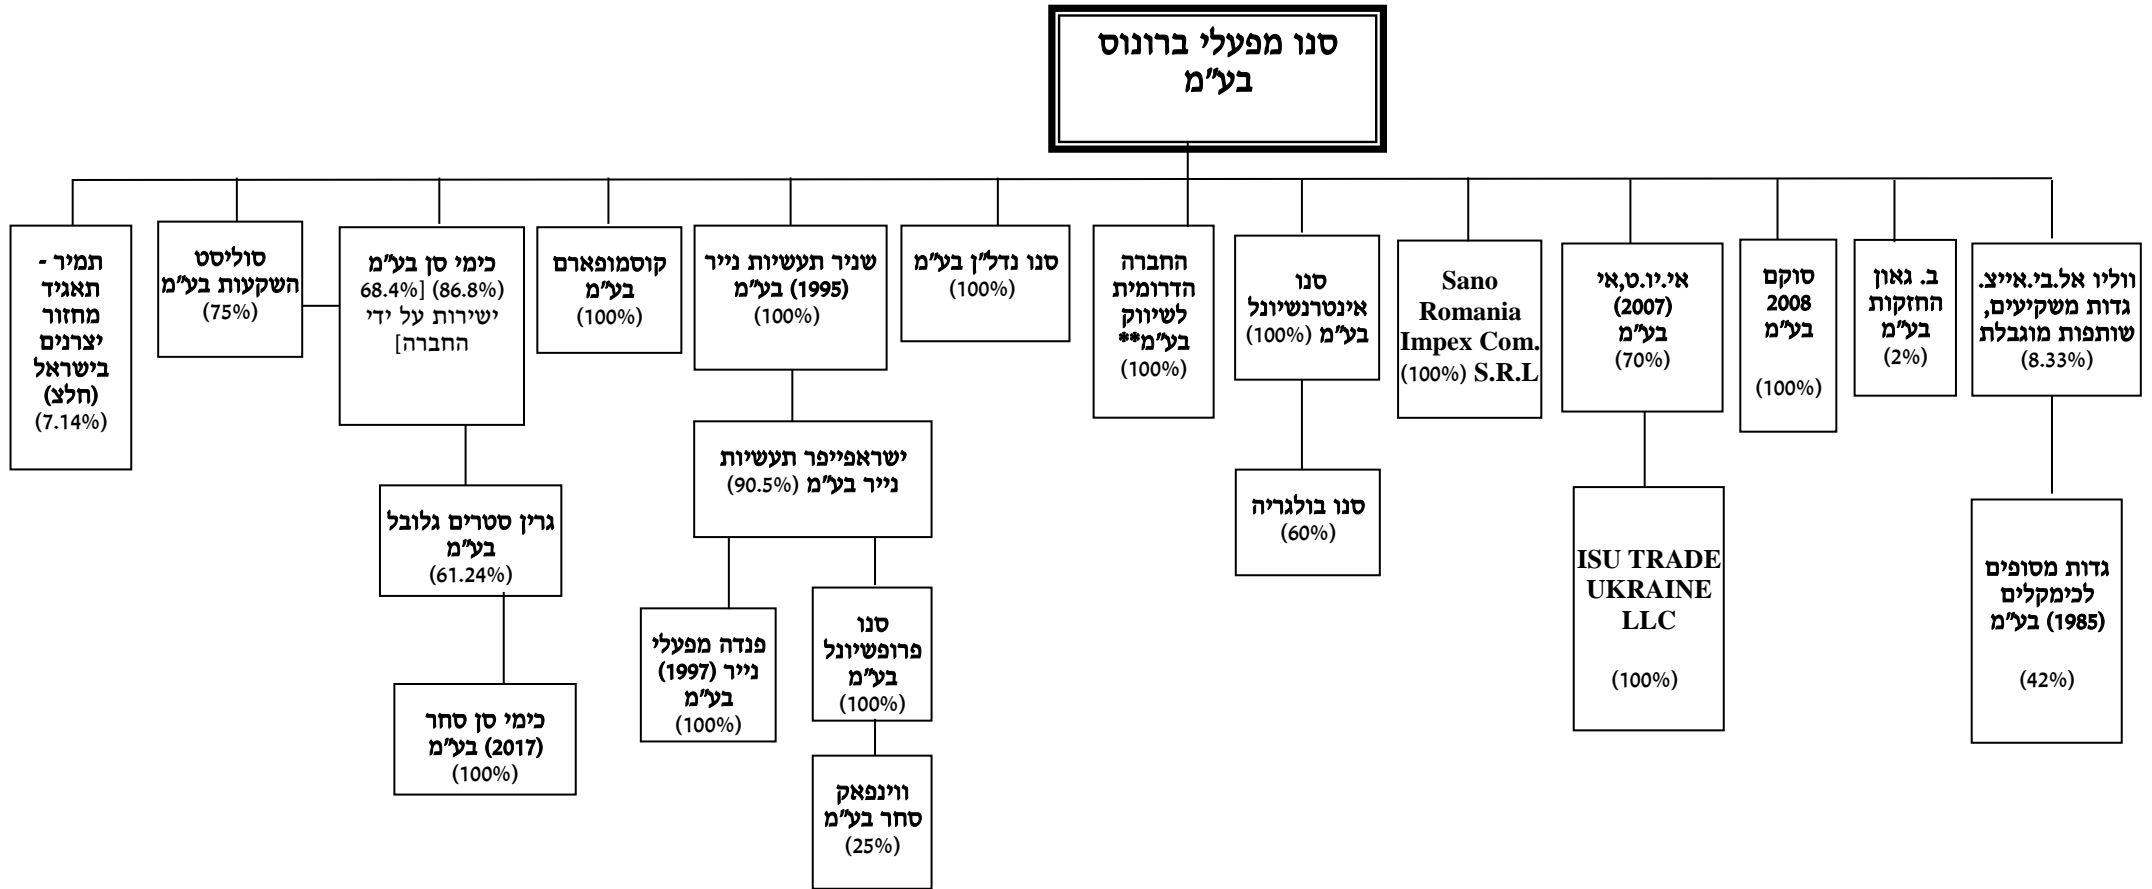 סנו מפעלי ברונוס
בע"מ
ווליו אל.בי.אייצ.
גדות משקיעים,
שותפות מוגבלת
(8.33%)
ב. גאון
החזקות
בע"מ
(2%)
סוקם
2008
בע"מ
(100%)
אי.יו.ט,אי
(2007)
בע"מ
(70%)
Sano
Romania
Impex Com.
(100%) S.R.L
סנו
אינטרנשיונל
בע"מ (100%)
החברה
הדרומית
לשיווק
בע"מ**
(100%)
סנו נדל"ן בע"מ
(100%)
שניר תעשיות נייר
(1995) בע"מ
(100%)
קוסמופארם
בע"מ
(100%)
כימי סן בע"מ
(86.8%) [68.4%
ישירות על ידי
החברה]
סוליסט
השקעות בע"מ
(75%)
תמיר -
תאגיד
מחזור
יצרנים
בישראל
(חלצ)
(7.14%)
גדות מסופים
לכימקלים
(1985) בע"מ
(42%)
ISU TRADE
UKRAINE
LLC
(100%)
סנו בולגריה
(60%)
ישראפייפר תעשיות
נייר בע"מ (90.5%)
גרין סטרים גלובל
בע"מ
(61.24%)
סנו
פרופשיונל
בע"מ
(100%)
פנדה מפעלי
נייר (1997)
בע"מ
(100%)
כימי סן סחר
(2017) בע"מ
(100%)
ווינפאק
סחר בע"מ
(25%)